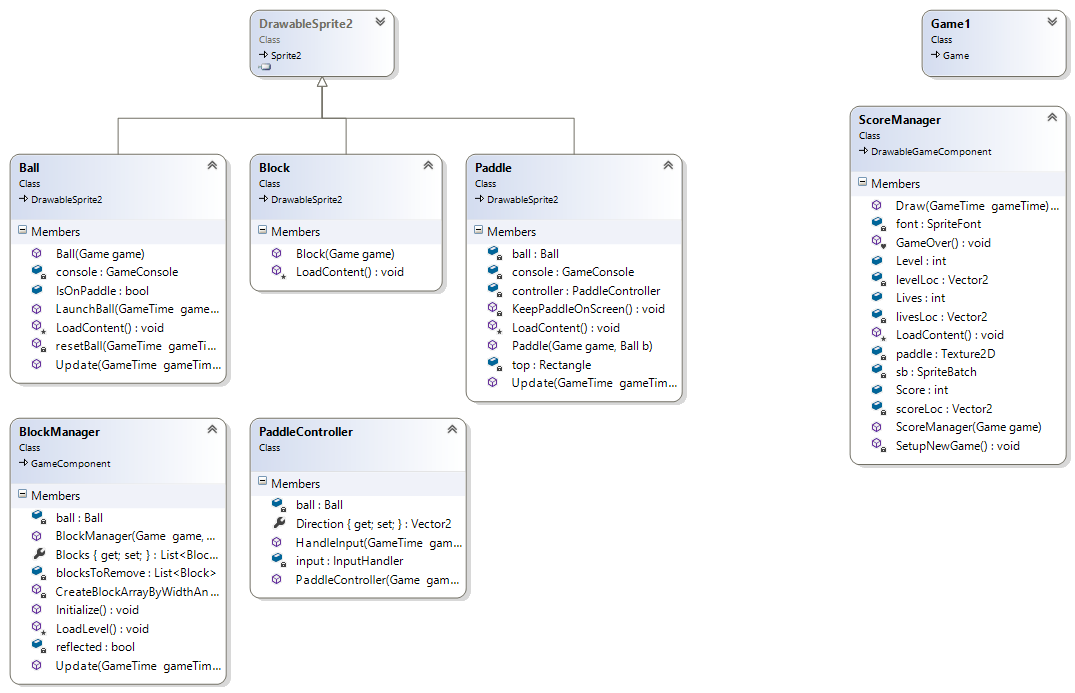 DrawableSprite2
Class
Sprite2
Game1
Class
Game
Ball
Class
DrawableSprite2
Members
Ball(Game game)
console : GameConsole
IsOnPaddle : bool
LaunchBall(GameTime game...
LoadContent() : void
resetBall(GameTime gameTi...
Update(GameTime gameTim...
Block
Class
DrawableSprite2
Members
Block(Game game)
LoadContent() : void
Paddle
Class
DrawableSprite2
Members
ball : Ball
console : GameConsole
controller : PaddleController
KeepPaddleOnScreen() : void
LoadContent() : void
Paddle(Game game, Ball b)
top : Rectangle
Update(GameTime gameTim...
ScoreManager
Class
DrawableGameComponent
Members
Draw(GameTime gameTime)...
font : SpriteFont
GameOver() : void
Level : int
levelLoc : Vector2
Lives : int
livesLoc : Vector2
LoadContent() : void
paddle : Texture2D
sb : SpriteBatch
Score : int
scoreLoc : Vector2
ScoreManager(Game game)
SetupNewGame() : void
BlockManager
Class
GameComponent
Members
ball : Ball
BlockManager(Game game, ...
Blocks { get; set; } : List<Bloc...
blocksToRemove : List<Block>
CreateBlockArrayByWidthAn...
Initialize() : void
LoadLevel() : void
reflected : bool
Update(GameTime gameTim...
PaddleController
Class
Members
ball : Ball
Direction { get; set; } : Vector2
HandleInput(GameTime gam...
input : InputHandler
PaddleController(Game gam...